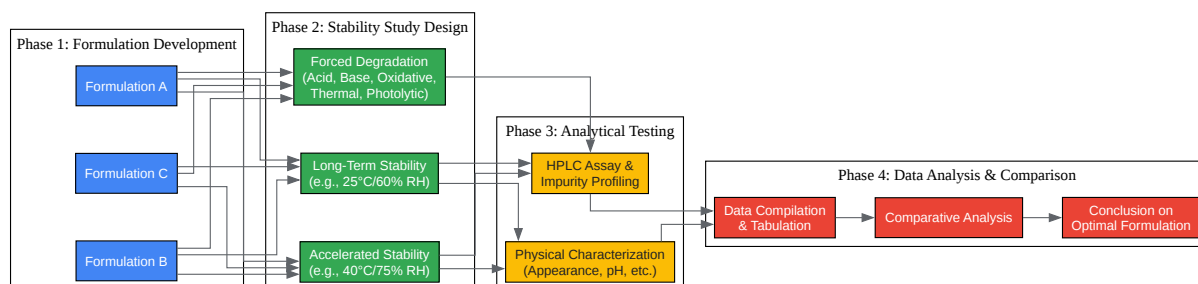 Phase 1: Formulation Development
Formulation A
Formulation C
Formulation B
Phase 2: Stability Study Design
Forced Degradation
(Acid, Base, Oxidative,
Thermal, Photolytic)
Long-Term Stability
(e.g., 25°C/60% RH)
Accelerated Stability
(e.g., 40°C/75% RH)
Phase 3: Analytical Testing
HPLC Assay &
Impurity Profiling
Physical Characterization
(Appearance, pH, etc.)
Phase 4: Data Analysis & Comparison
Data Compilation
& Tabulation
Comparative Analysis
Conclusion on
Optimal Formulation